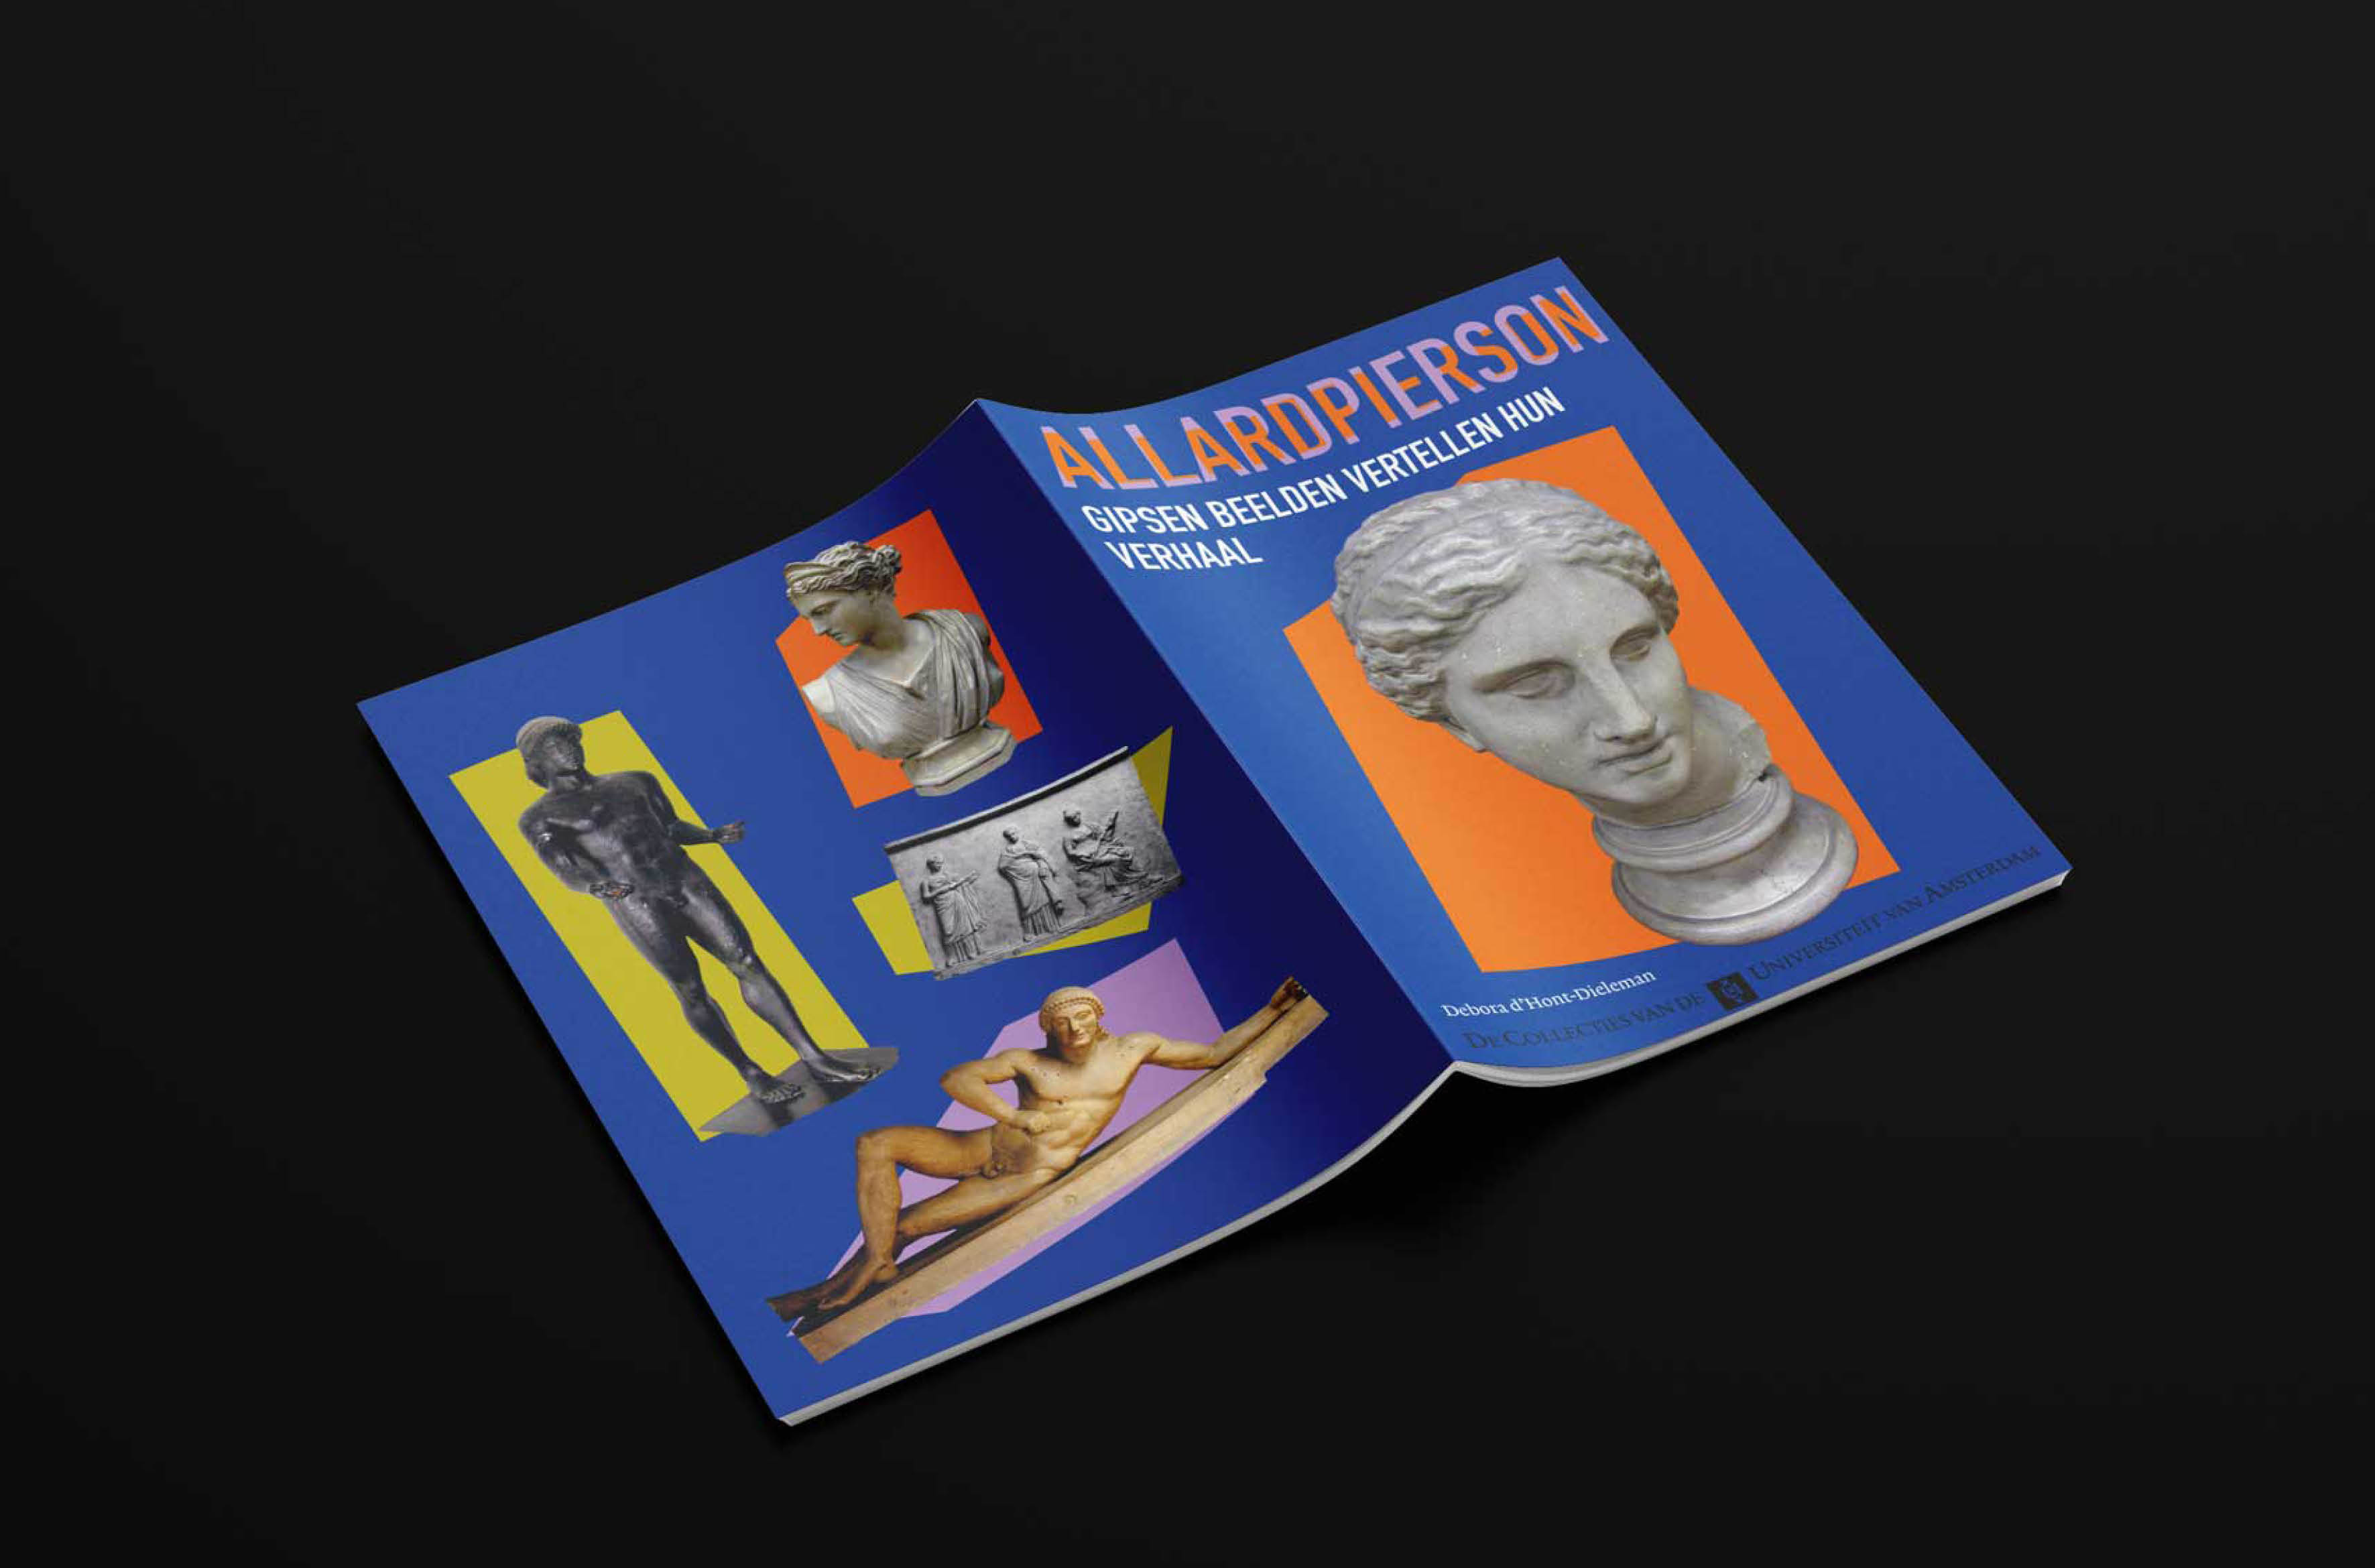 ALLARDPIERSON
GIPSEN BEELDEN VERTELLEN HUN
VERHAAL
Debora d'Hont-Dieleman
DE COLLECTIES VAN DE UNIVERSITEIT VAN AMSTERDAM